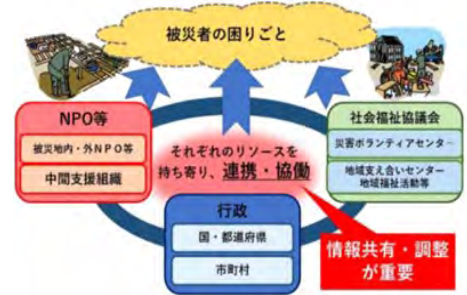 被災者の困りごと
NPO等
被災地内・外NPO等
中間支援組織
それぞれのリソースを
持ち寄り、連携・協働
社会福祉協議会
災害ボランティアセンター
地域支え合いセンター
地域福祉活動等
行政
国・都道府県
市町村
情報共有・調整
が重要